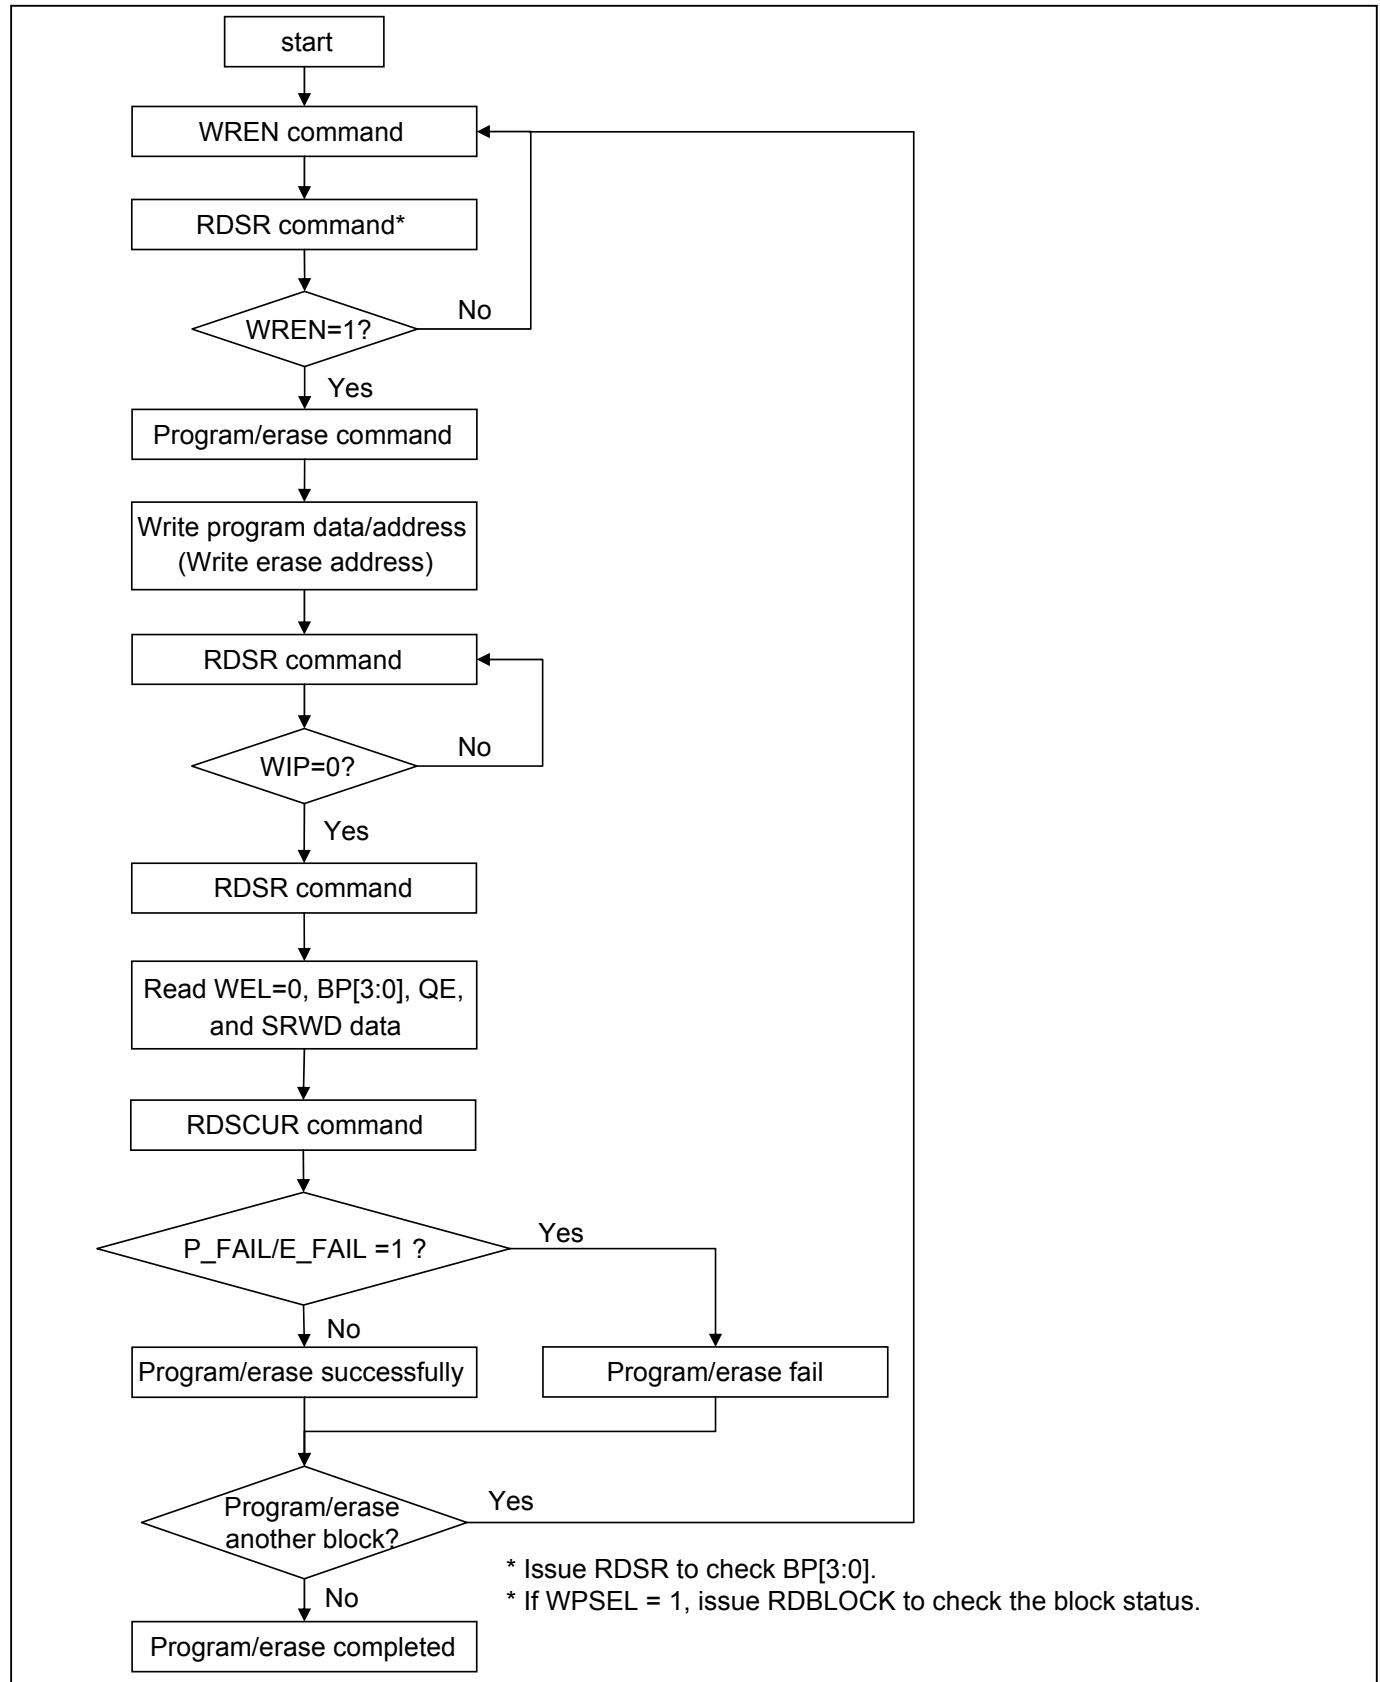 start
WREN command
RDSR command*
WREN=1?
No
Yes
Program/erase command
Write program data/address
(Write erase address)
RDSR command
WIP=0?
No
Yes
RDSR command
Read WEL=0, BP[3:0], QE,
and SRWD data
RDSCUR command
P_FAIL/E_FAIL =1 ?
Yes
No
Program/erase successfully
Program/erase fail
Program/erase
another block?
Yes
No
* Issue RDSR to check BP[3:0].
* If WPSEL = 1, issue RDBLOCK to check the block status.
Program/erase completed